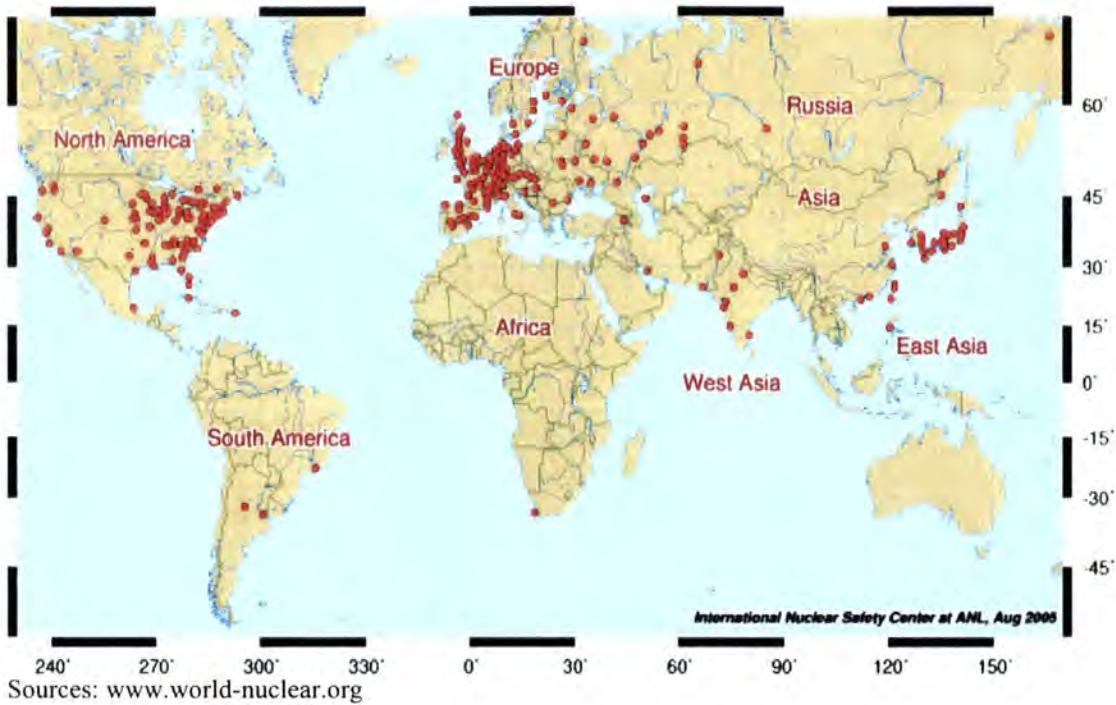 Europe
60°
Russia
North America
45°
Asia
30°
Africa
15°
East Asia
West Asia
0°
South America
-15°
-30°
-45°
International Nuclear Safety Center at ANL, Aug 2005
240° 270° 300° 330° 0° 30° 60° 90° 120° 150°
Sources: www.world-nuclear.org